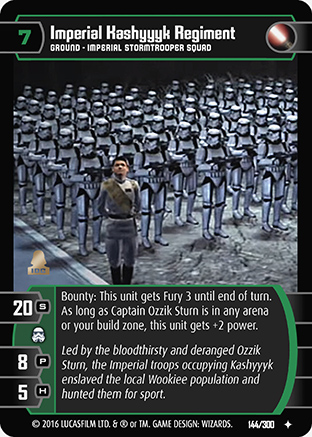 7
Imperial Kashyyyk Regiment
GROUND - IMPERIAL STORMTROOPER SQUAD
Bounty: This unit gets Fury 3 until end of turn.
As long as Captain Ozzik Sturn is in any arena
or your build zone, this unit gets +2 power.
20 S
8 P
5 H
Led by the bloodthirsty and deranged Ozzik
Sturn, the Imperial troops occupying Kashyyyk
enslaved the local Wookiee population and
hunted them for sport.
© 2016 LUCASFILM LTD. & ® or TM. GAME DESIGN: WIZARDS. 144/300